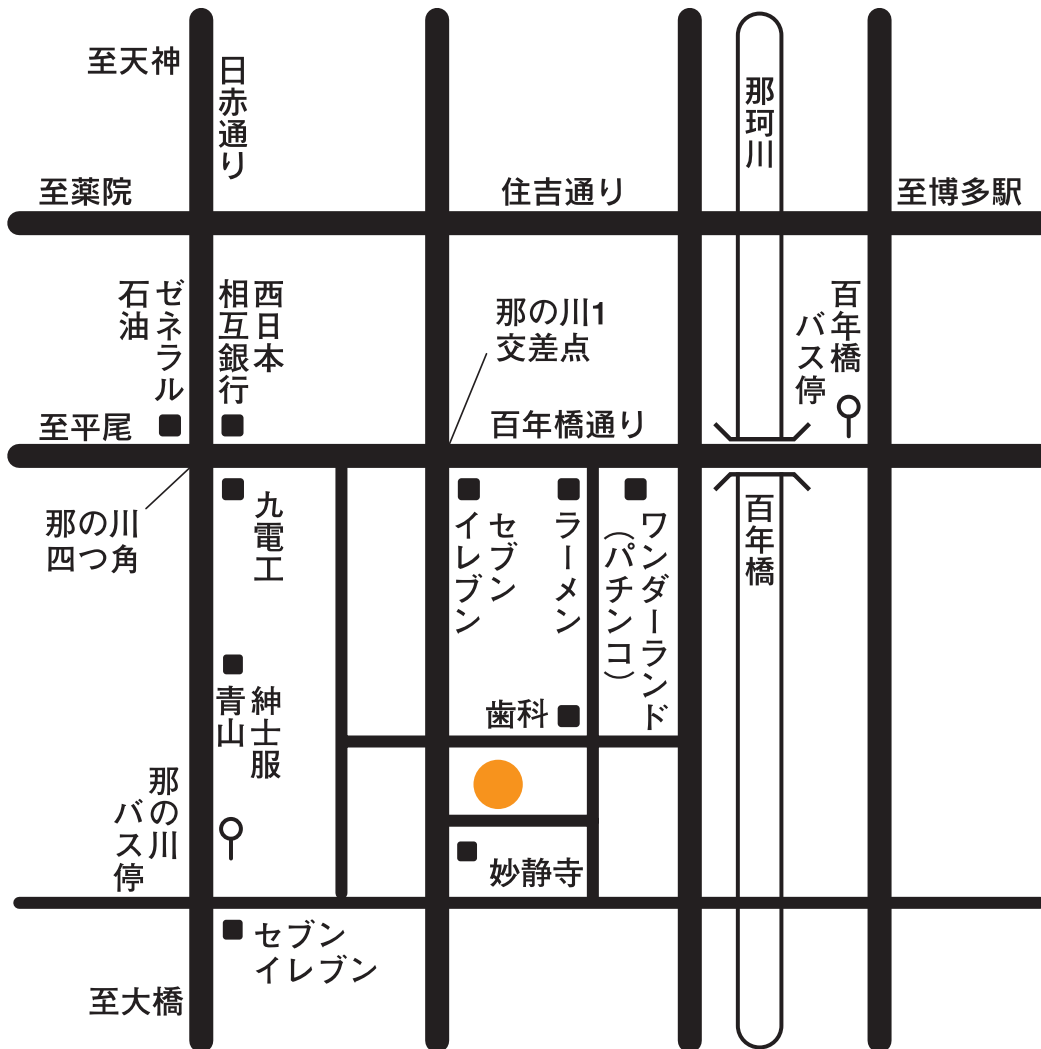 至天神
日赤通り
那珂川
至薬院
住吉通り
至博多駅
ゼネラル
石油
西日本
相互銀行
那の川1
交差点
百年橋
バス停
至平尾
百年橋通り
那の川
四つ角
九電工
セブン
イレブン
ラーメン
ワンダーランド
(パチンコ)
百年橋
紳士服
青山
歯科
那の川
バス停
妙静寺
セブン
イレブン
至大橋